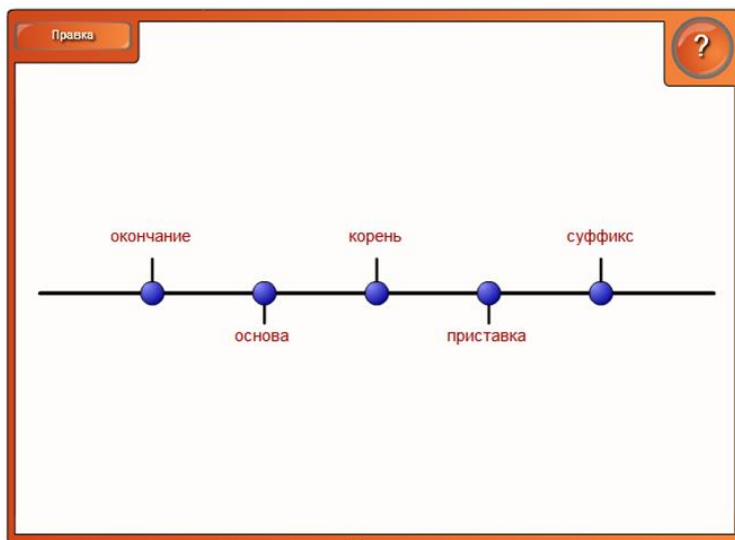 Правка
?
окончание
корень
суффикс
основа
приставка